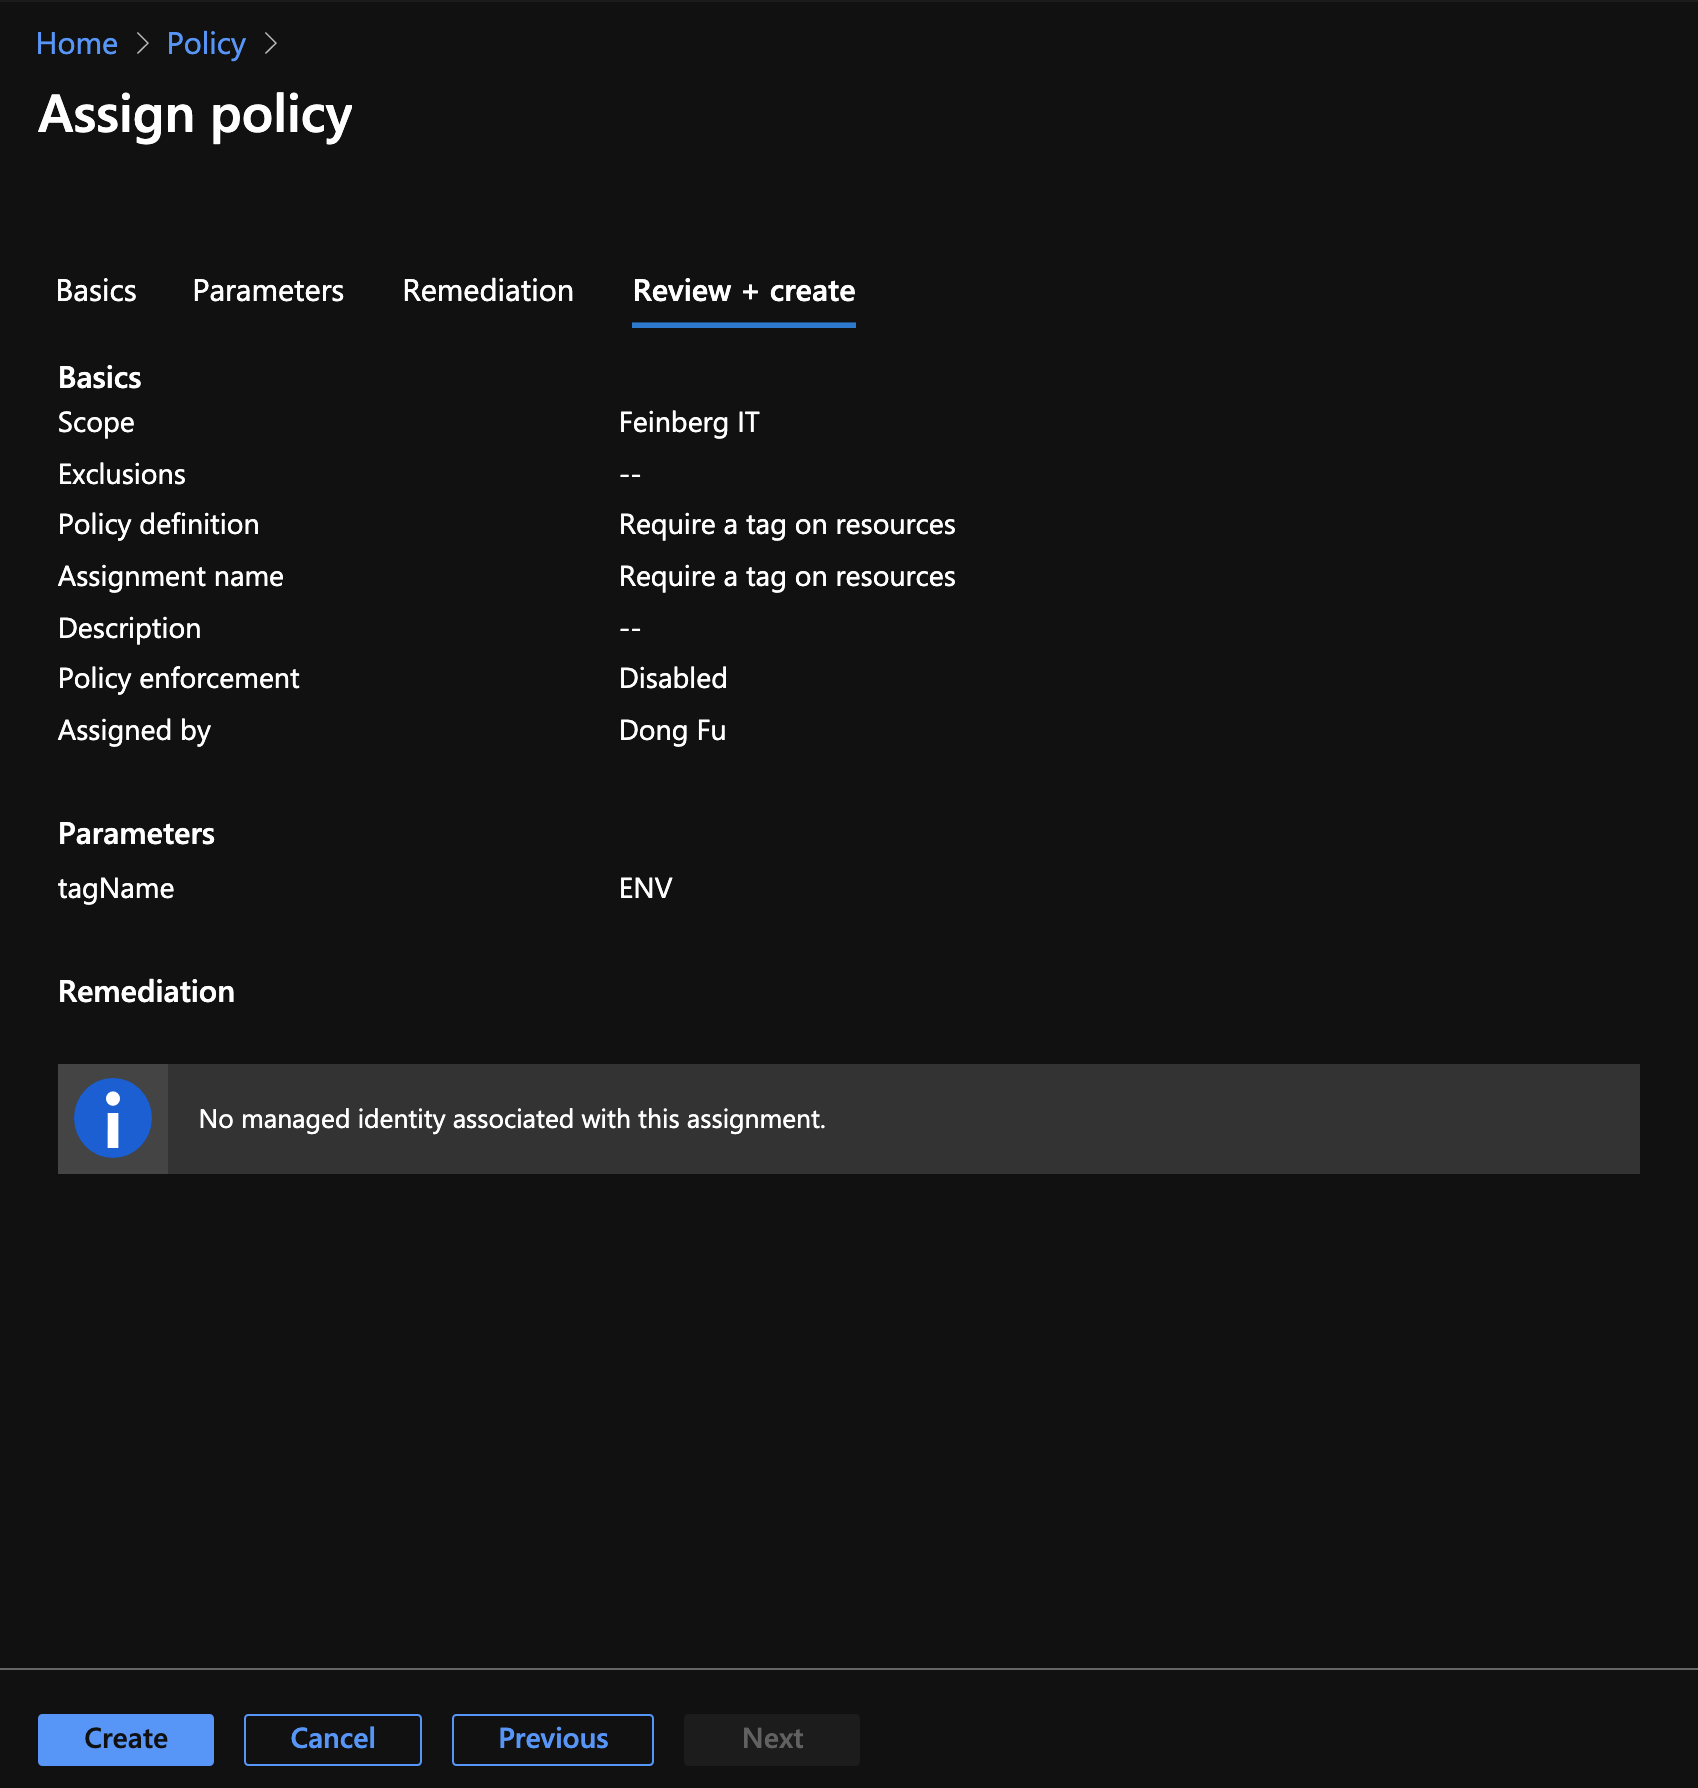 Home > Policy >
Assign policy
Basics Parameters Remediation Review + create
Basics
Scope Feinberg IT
Exclusions --
Policy definition Require a tag on resources
Assignment name Require a tag on resources
Description --
Policy enforcement Disabled
Assigned by Dong Fu
Parameters
tagName ENV
Remediation
No managed identity associated with this assignment.
Create Cancel Previous Next